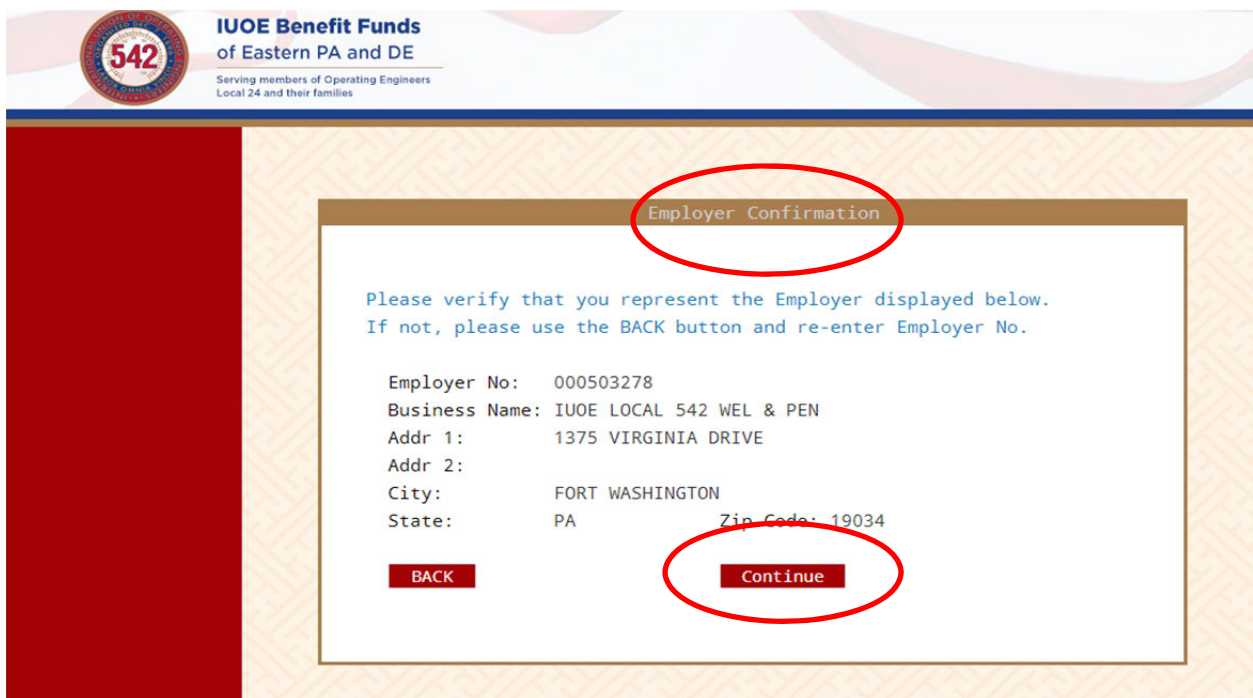 542
IUOE Benefit Funds
of Eastern PA and DE
Serving members of Operating Engineers
Local 24 and their families
Employer Confirmation
Please verify that you represent the Employer displayed below.
If not, please use the BACK button and re-enter Employer No.
Employer No: 000503278
Business Name: IUOE LOCAL 542 WEL & PEN
Addr 1: 1375 VIRGINIA DRIVE
Addr 2:
City: FORT WASHINGTON
State: PA Zip Code: 19034
BACK Continue